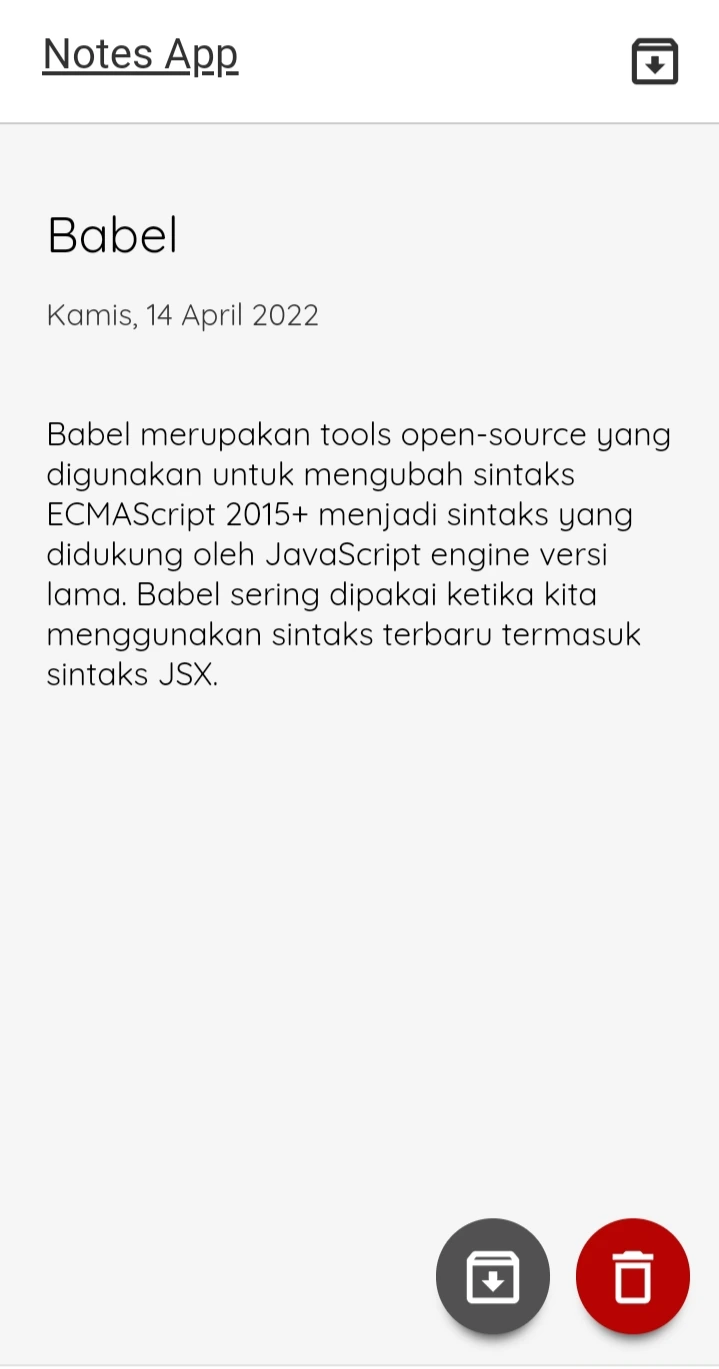 Notes App
Babel
Kamis, 14 April 2022
Babel merupakan tools open-source yang
digunakan untuk mengubah sintaks
ECMAScript 2015+ menjadi sintaks yang
didukung oleh JavaScript engine versi
lama. Babel sering dipakai ketika kita
menggunakan sintaks terbaru termasuk
sintaks JSX.